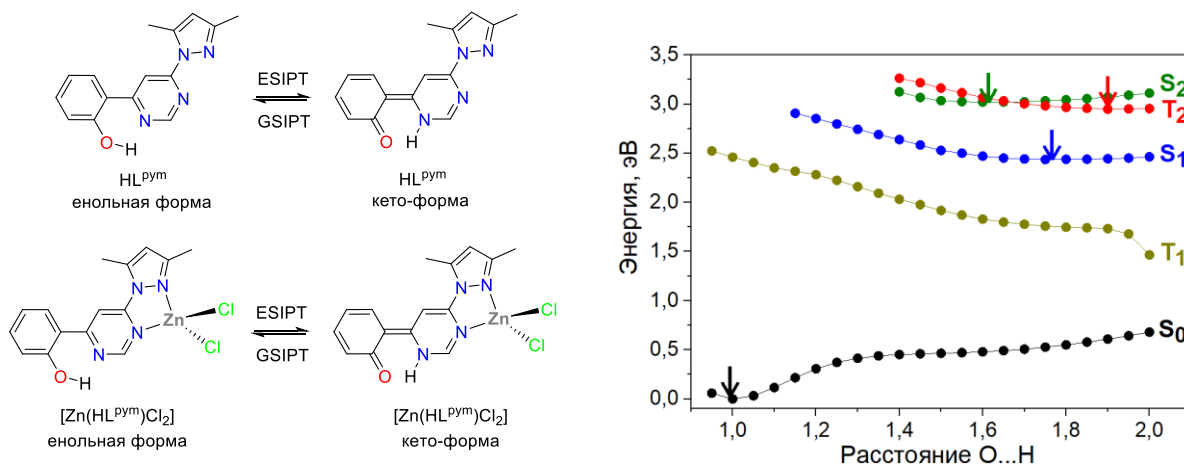 N
N
N
N
O
H
HL^pym
енольная форма
ESIPT
GSIPT
N
N
N
N
O
H
HL^pym
кето-форма
N
N
N
N
Zn
Cl
Cl
O
H
[Zn(HL^pym)Cl₂]
енольная форма
ESIPT
GSIPT
N
N
N
N
Zn
Cl
Cl
O
H
[Zn(HL^pym)Cl₂]
кето-форма
Энергия, эВ
3,5
3,0
2,5
2,0
1,5
1,0
0,5
0,0
S₂
T₂
S₁
T₁
S₀
1,0 1,2 1,4 1,6 1,8 2,0
Расстояние O...H